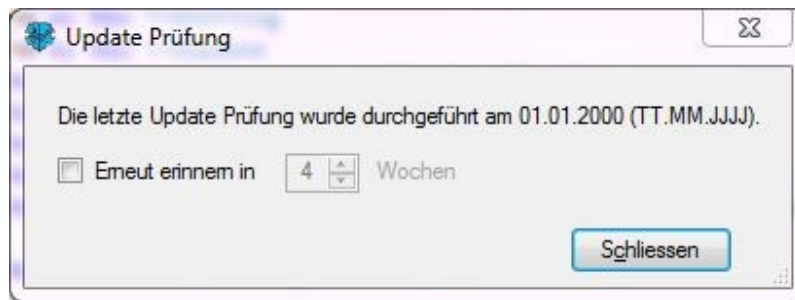 Update Prüfung
Die letzte Update Prüfung wurde durchgeführt am 01.01.2000 (TT.MM.JJJJ).
Erneut erinnern in 4 Wochen
Schliessen